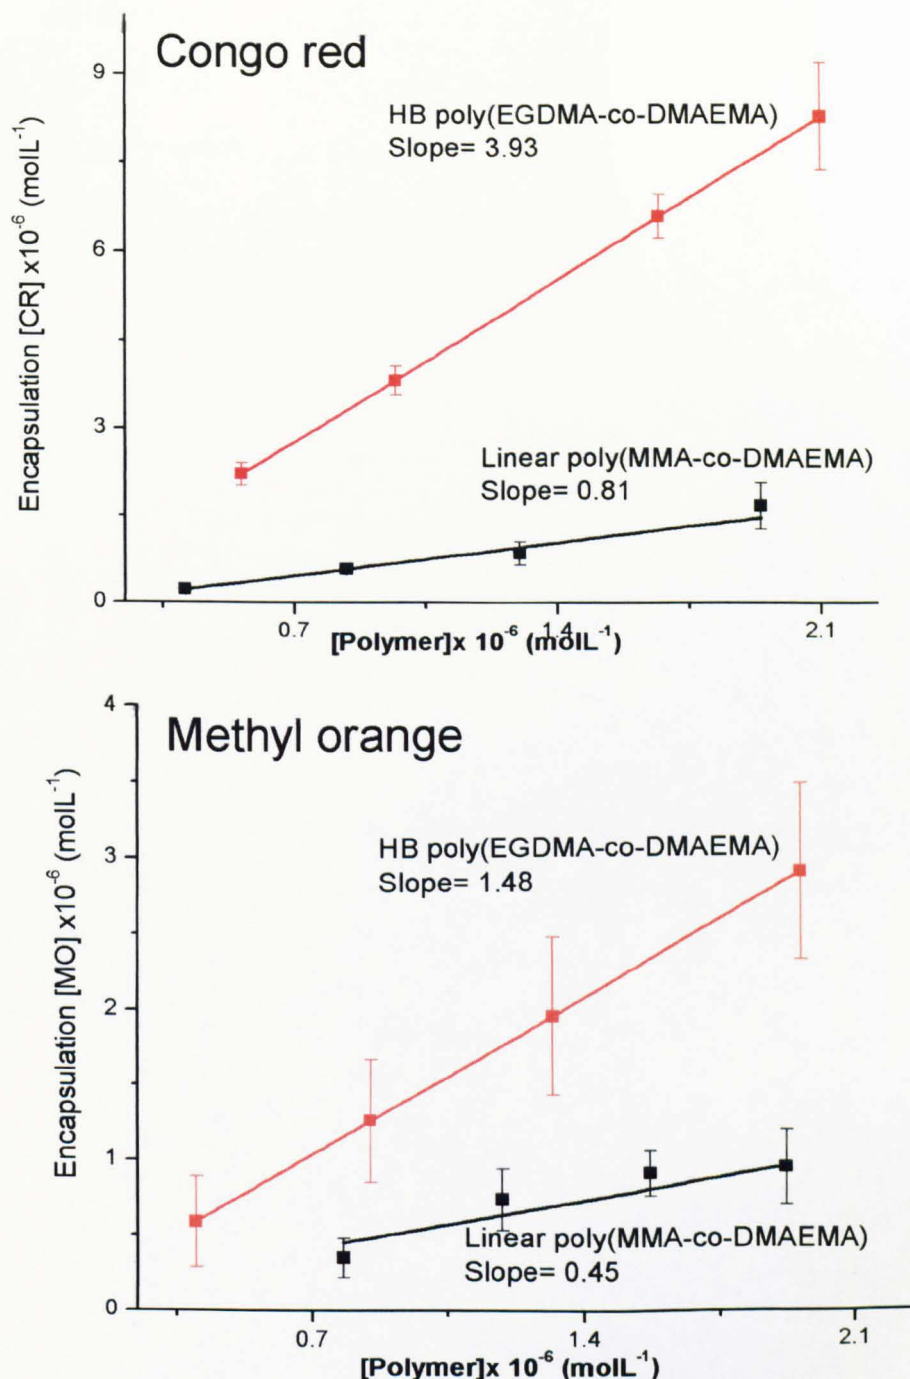 Congo red
9
6
3
0
Encapsulation [CR] x10⁻⁶ (molL⁻¹)
HB poly(EGDMA-co-DMAEMA)
Slope= 3.93
Linear poly(MMA-co-DMAEMA)
Slope= 0.81
0.7 1.4 2.1
[Polymer]x 10⁻⁶ (molL⁻¹)
Methyl orange
4
3
2
1
0
Encapsulation [MO] x10⁻⁶ (molL⁻¹)
HB poly(EGDMA-co-DMAEMA)
Slope= 1.48
Linear poly(MMA-co-DMAEMA)
Slope= 0.45
0.7 1.4 2.1
[Polymer]x 10⁻⁶ (molL⁻¹)